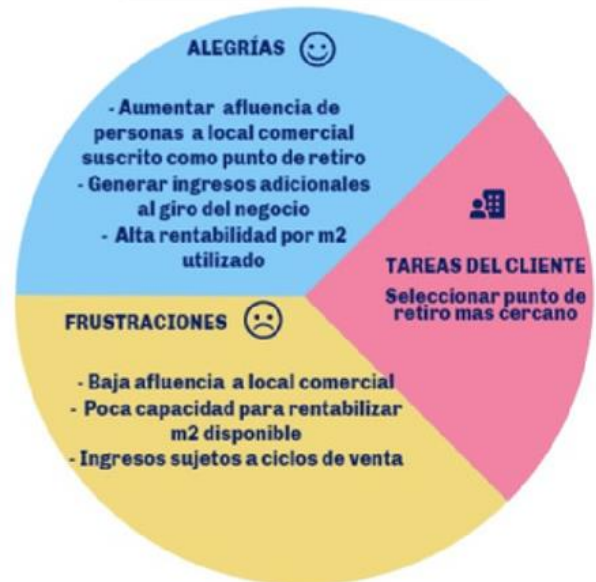 ALEGRÍAS
- Aumentar afluencia de
personas a local comercial
suscrito como punto de retiro
- Generar ingresos adicionales
al giro del negocio
- Alta rentabilidad por m2
utilizado
TAREAS DEL CLIENTE
Seleccionar punto de
retiro mas cercano
FRUSTRACIONES
- Baja afluencia a local comercial
- Poca capacidad para rentabilizar
m2 disponible
- Ingresos sujetos a ciclos de venta